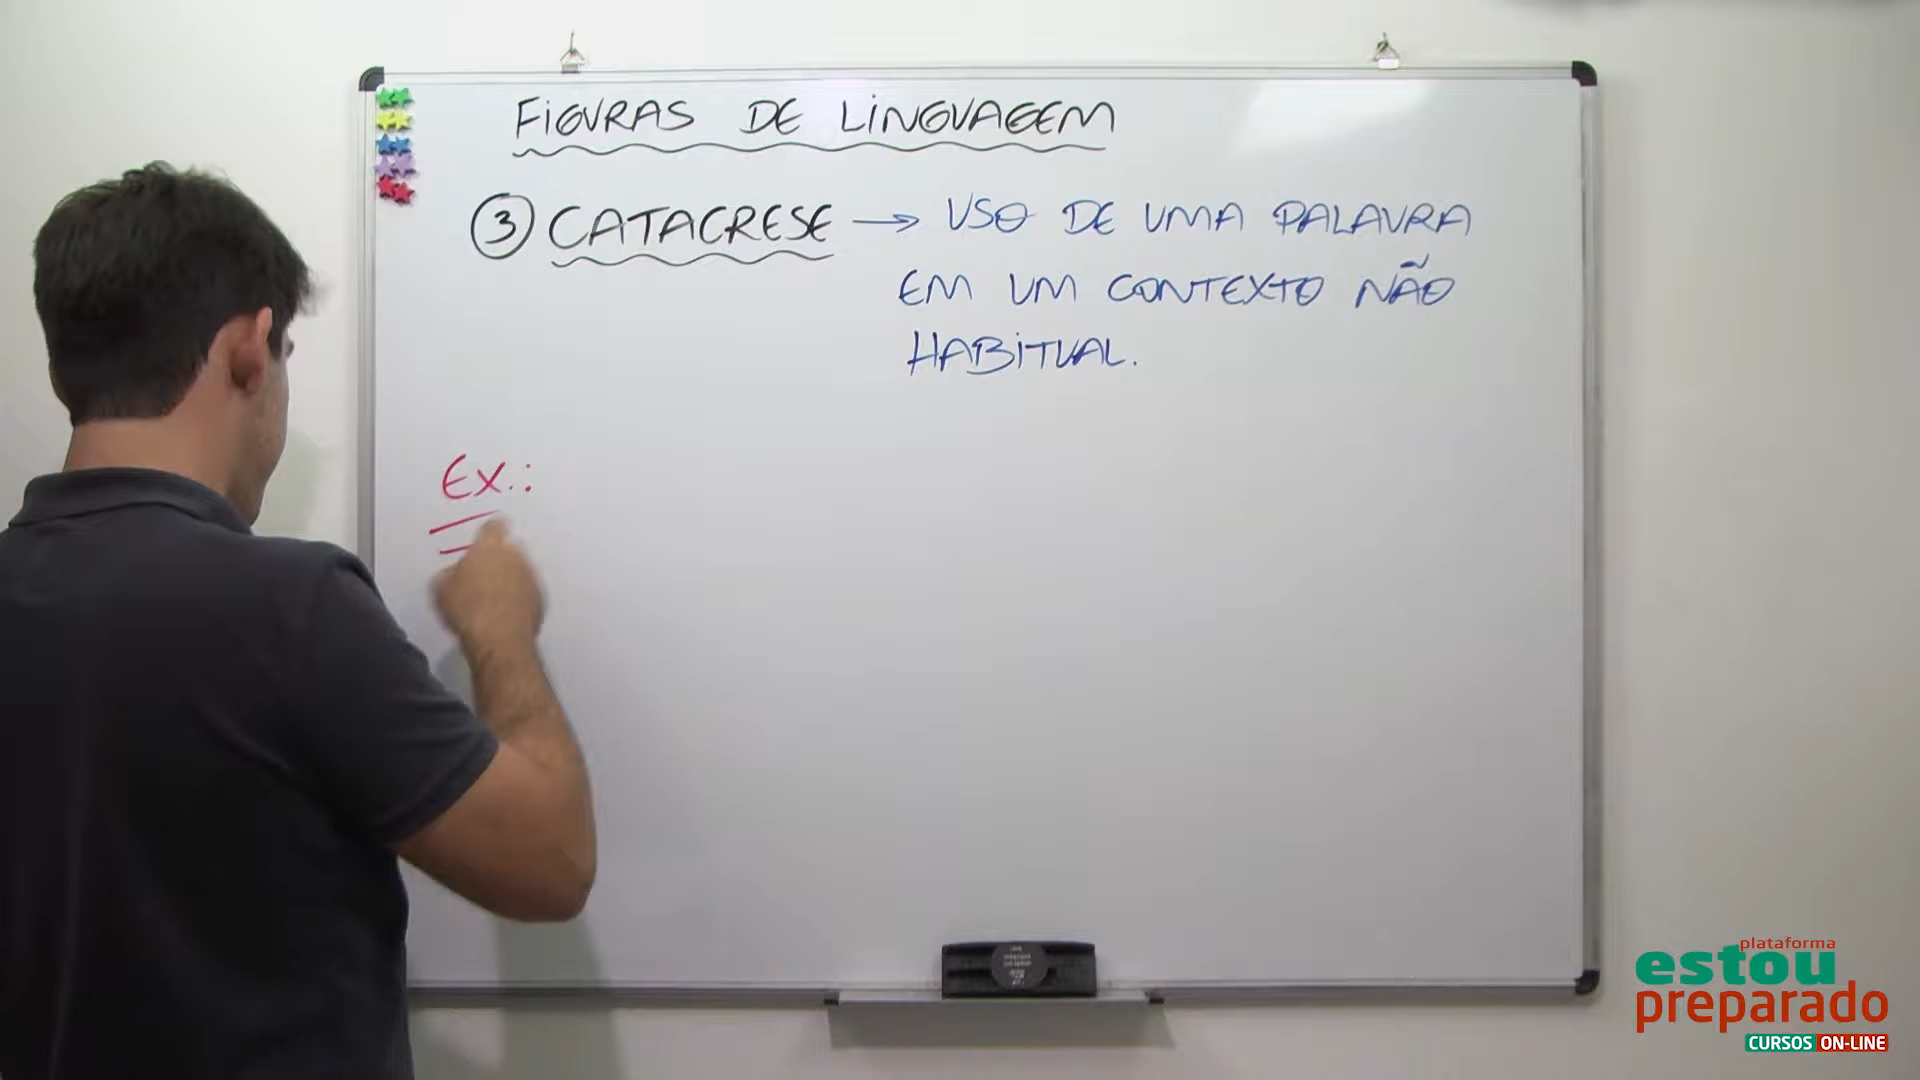 FIGURAS DE LINGUAGEM
3 CATACRESE → USO DE UMA PALAVRA
EM UM CONTEXTO NÃO
HABITUAL.
Ex.:
plataforma
estou
preparado
CURSOS ON-LINE